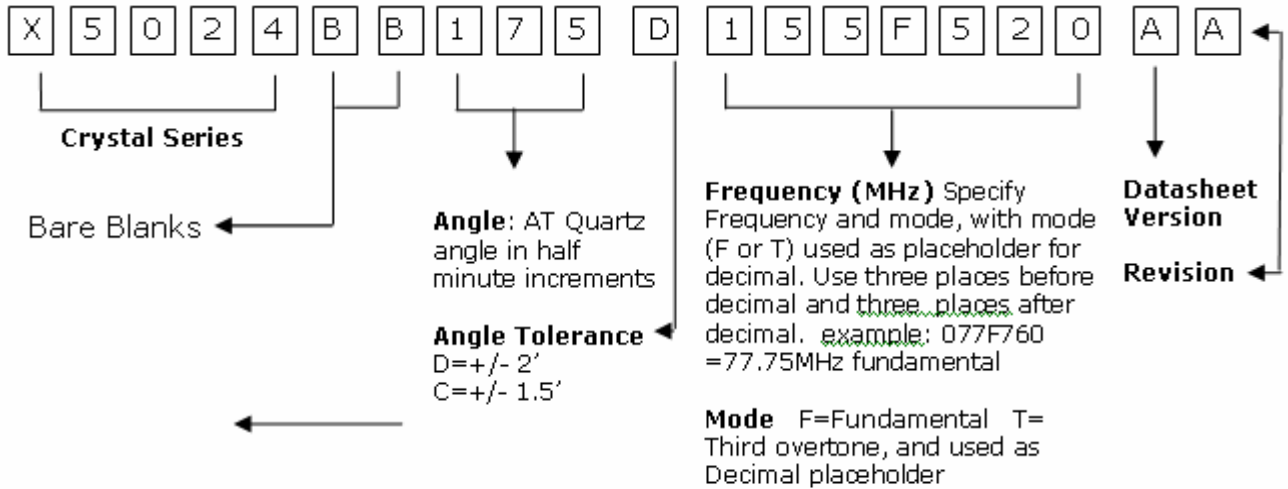 X 5 0 2 4 B B 1 7 5 D 1 5 5 F 5 2 0 A A
Crystal Series
Bare Blanks
Angle: AT Quartz
angle in half
minute increments
Angle Tolerance
D=+/- 2′
C=+/- 1.5′
Frequency (MHz) Specify
Frequency and mode, with mode
(F or T) used as placeholder for
decimal. Use three places before
decimal and three places after
decimal. example: 077F760
=77.75MHz fundamental
Mode F=Fundamental T=
Third overtone, and used as
Decimal placeholder
Datasheet
Version
Revision